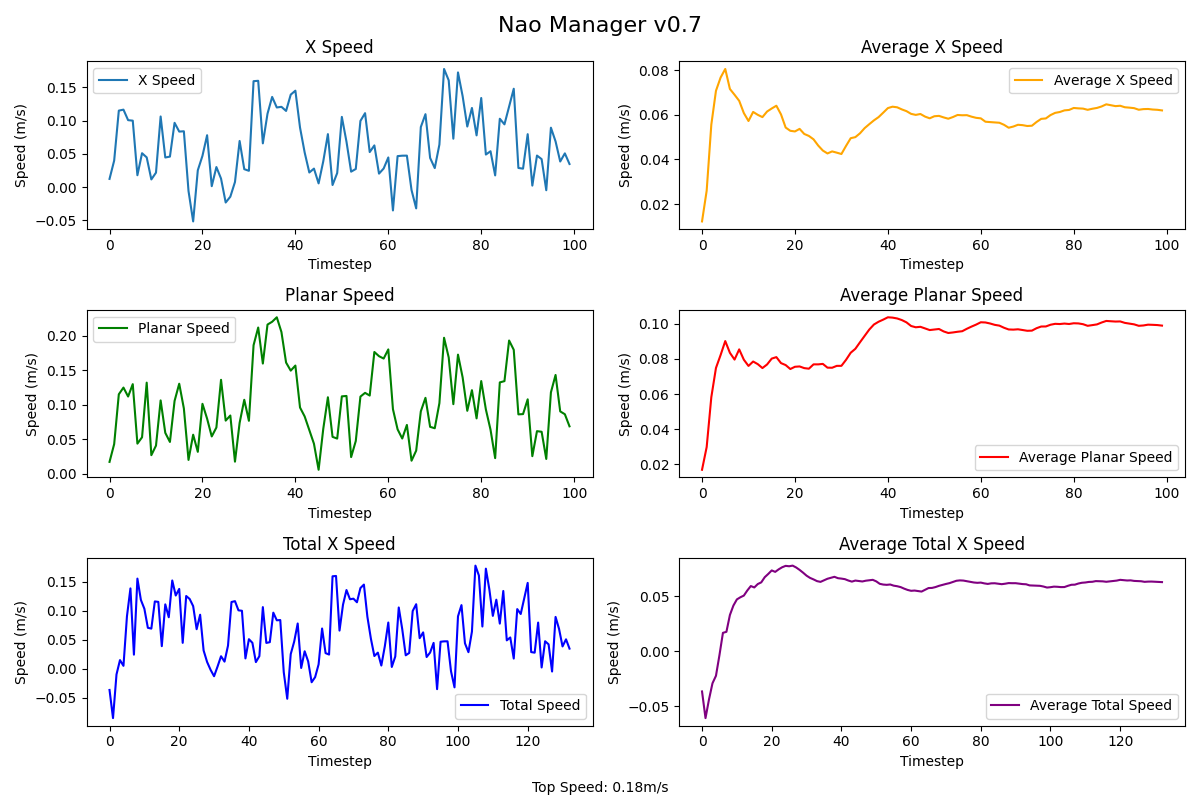 Nao Manager v0.7
X Speed
Speed (m/s)
0.15
0.10
0.05
0.00
−0.05
X Speed
0 20 40 60 80 100
Timestep
Average X Speed
Speed (m/s)
0.08
0.06
0.04
0.02
Average X Speed
0 20 40 60 80 100
Timestep
Planar Speed
Speed (m/s)
0.20
0.15
0.10
0.05
0.00
Planar Speed
0 20 40 60 80 100
Timestep
Average Planar Speed
Speed (m/s)
0.10
0.08
0.06
0.04
0.02
Average Planar Speed
0 20 40 60 80 100
Timestep
Total X Speed
Speed (m/s)
0.15
0.10
0.05
0.00
−0.05
Total Speed
0 20 40 60 80 100 120
Timestep
Average Total X Speed
Speed (m/s)
0.05
0.00
−0.05
Average Total Speed
0 20 40 60 80 100 120
Timestep
Top Speed: 0.18m/s